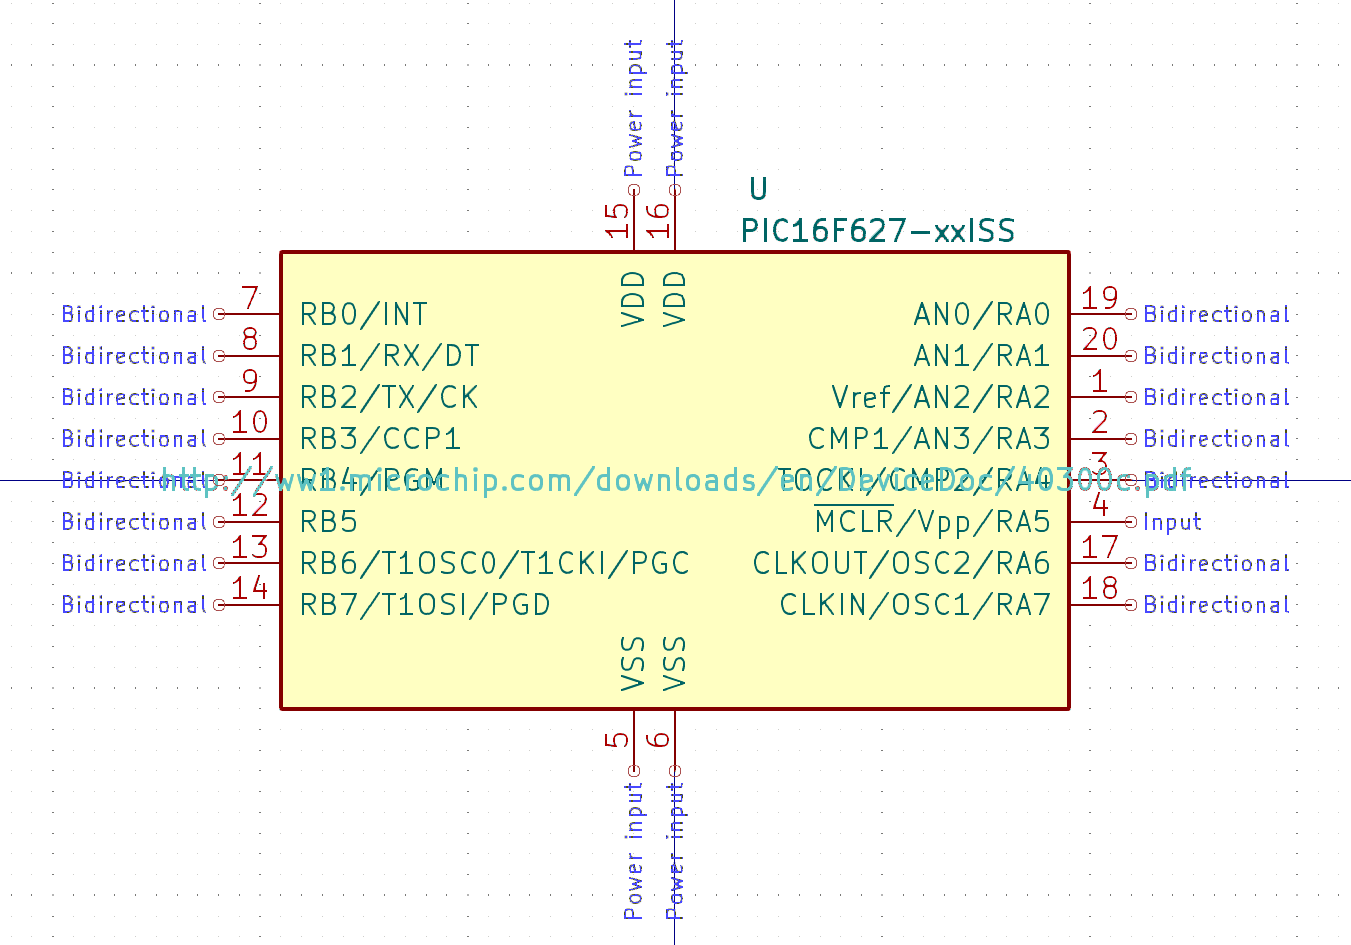 Power input
Power input
15
16
U
PIC16F627-xxISS
VDD
VDD
Bidirectional 7 RB0/INT
AN0/RA0 19 Bidirectional
Bidirectional 8 RB1/RX/DT
AN1/RA1 20 Bidirectional
Bidirectional 9 RB2/TX/CK
Vref/AN2/RA2 1 Bidirectional
Bidirectional 10 RB3/CCP1
CMP1/AN3/RA3 2 Bidirectional
Bidirectional 11 RB4/PGM
TOCKI/CMP2/RA4 3 Bidirectional
http://ww1.microchip.com/downloads/en/DeviceDoc/40300c.pdf
Bidirectional 12 RB5
MCLR/Vpp/RA5 4 Input
Bidirectional 13 RB6/T1OSC0/T1CKI/PGC
CLKOUT/OSC2/RA6 17 Bidirectional
Bidirectional 14 RB7/T1OSI/PGD
CLKIN/OSC1/RA7 18 Bidirectional
VSS
VSS
5
6
Power input
Power input